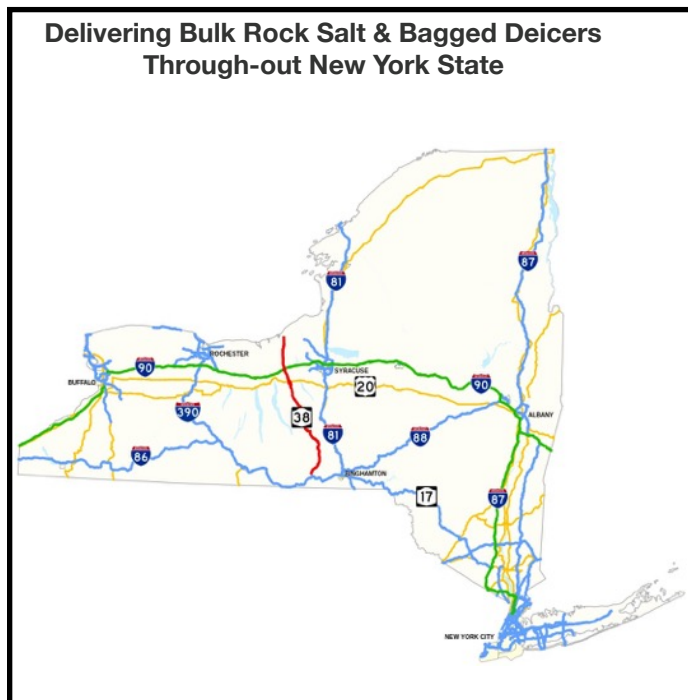 Delivering Bulk Rock Salt & Bagged Deicers
Through-out New York State
87
81
ROCHESTER
90
SYRACUSE
BUFFALO
20
90
390
38
ALBANY
81
88
86
BINGHAMTON
17
87
NEW YORK CITY